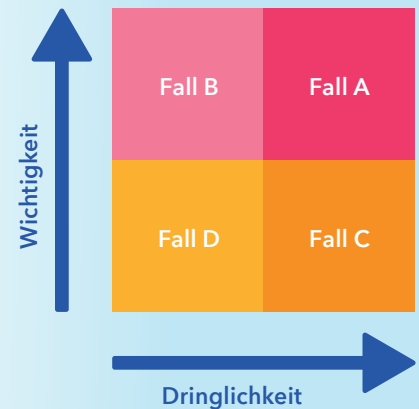 Fall B
Fall A
Wichtigkeit
Fall D
Fall C
Dringlichkeit